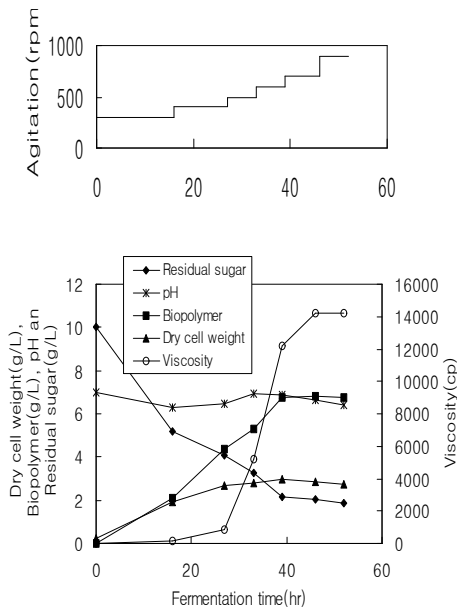 Agitation(rpm
1000
500
0
0 20 40 60
Residual sugar
pH
Biopolymer
Dry cell weight
Viscosity
Dry cell weight(g/L),
Biopolymer(g/L), pH an
Residual sugar(g/L)
12
10
8
6
4
2
0
16000
14000
12000
10000
8000
6000
4000
2000
0
Viscosity(cp)
0 20 40 60
Fermentation time(hr)